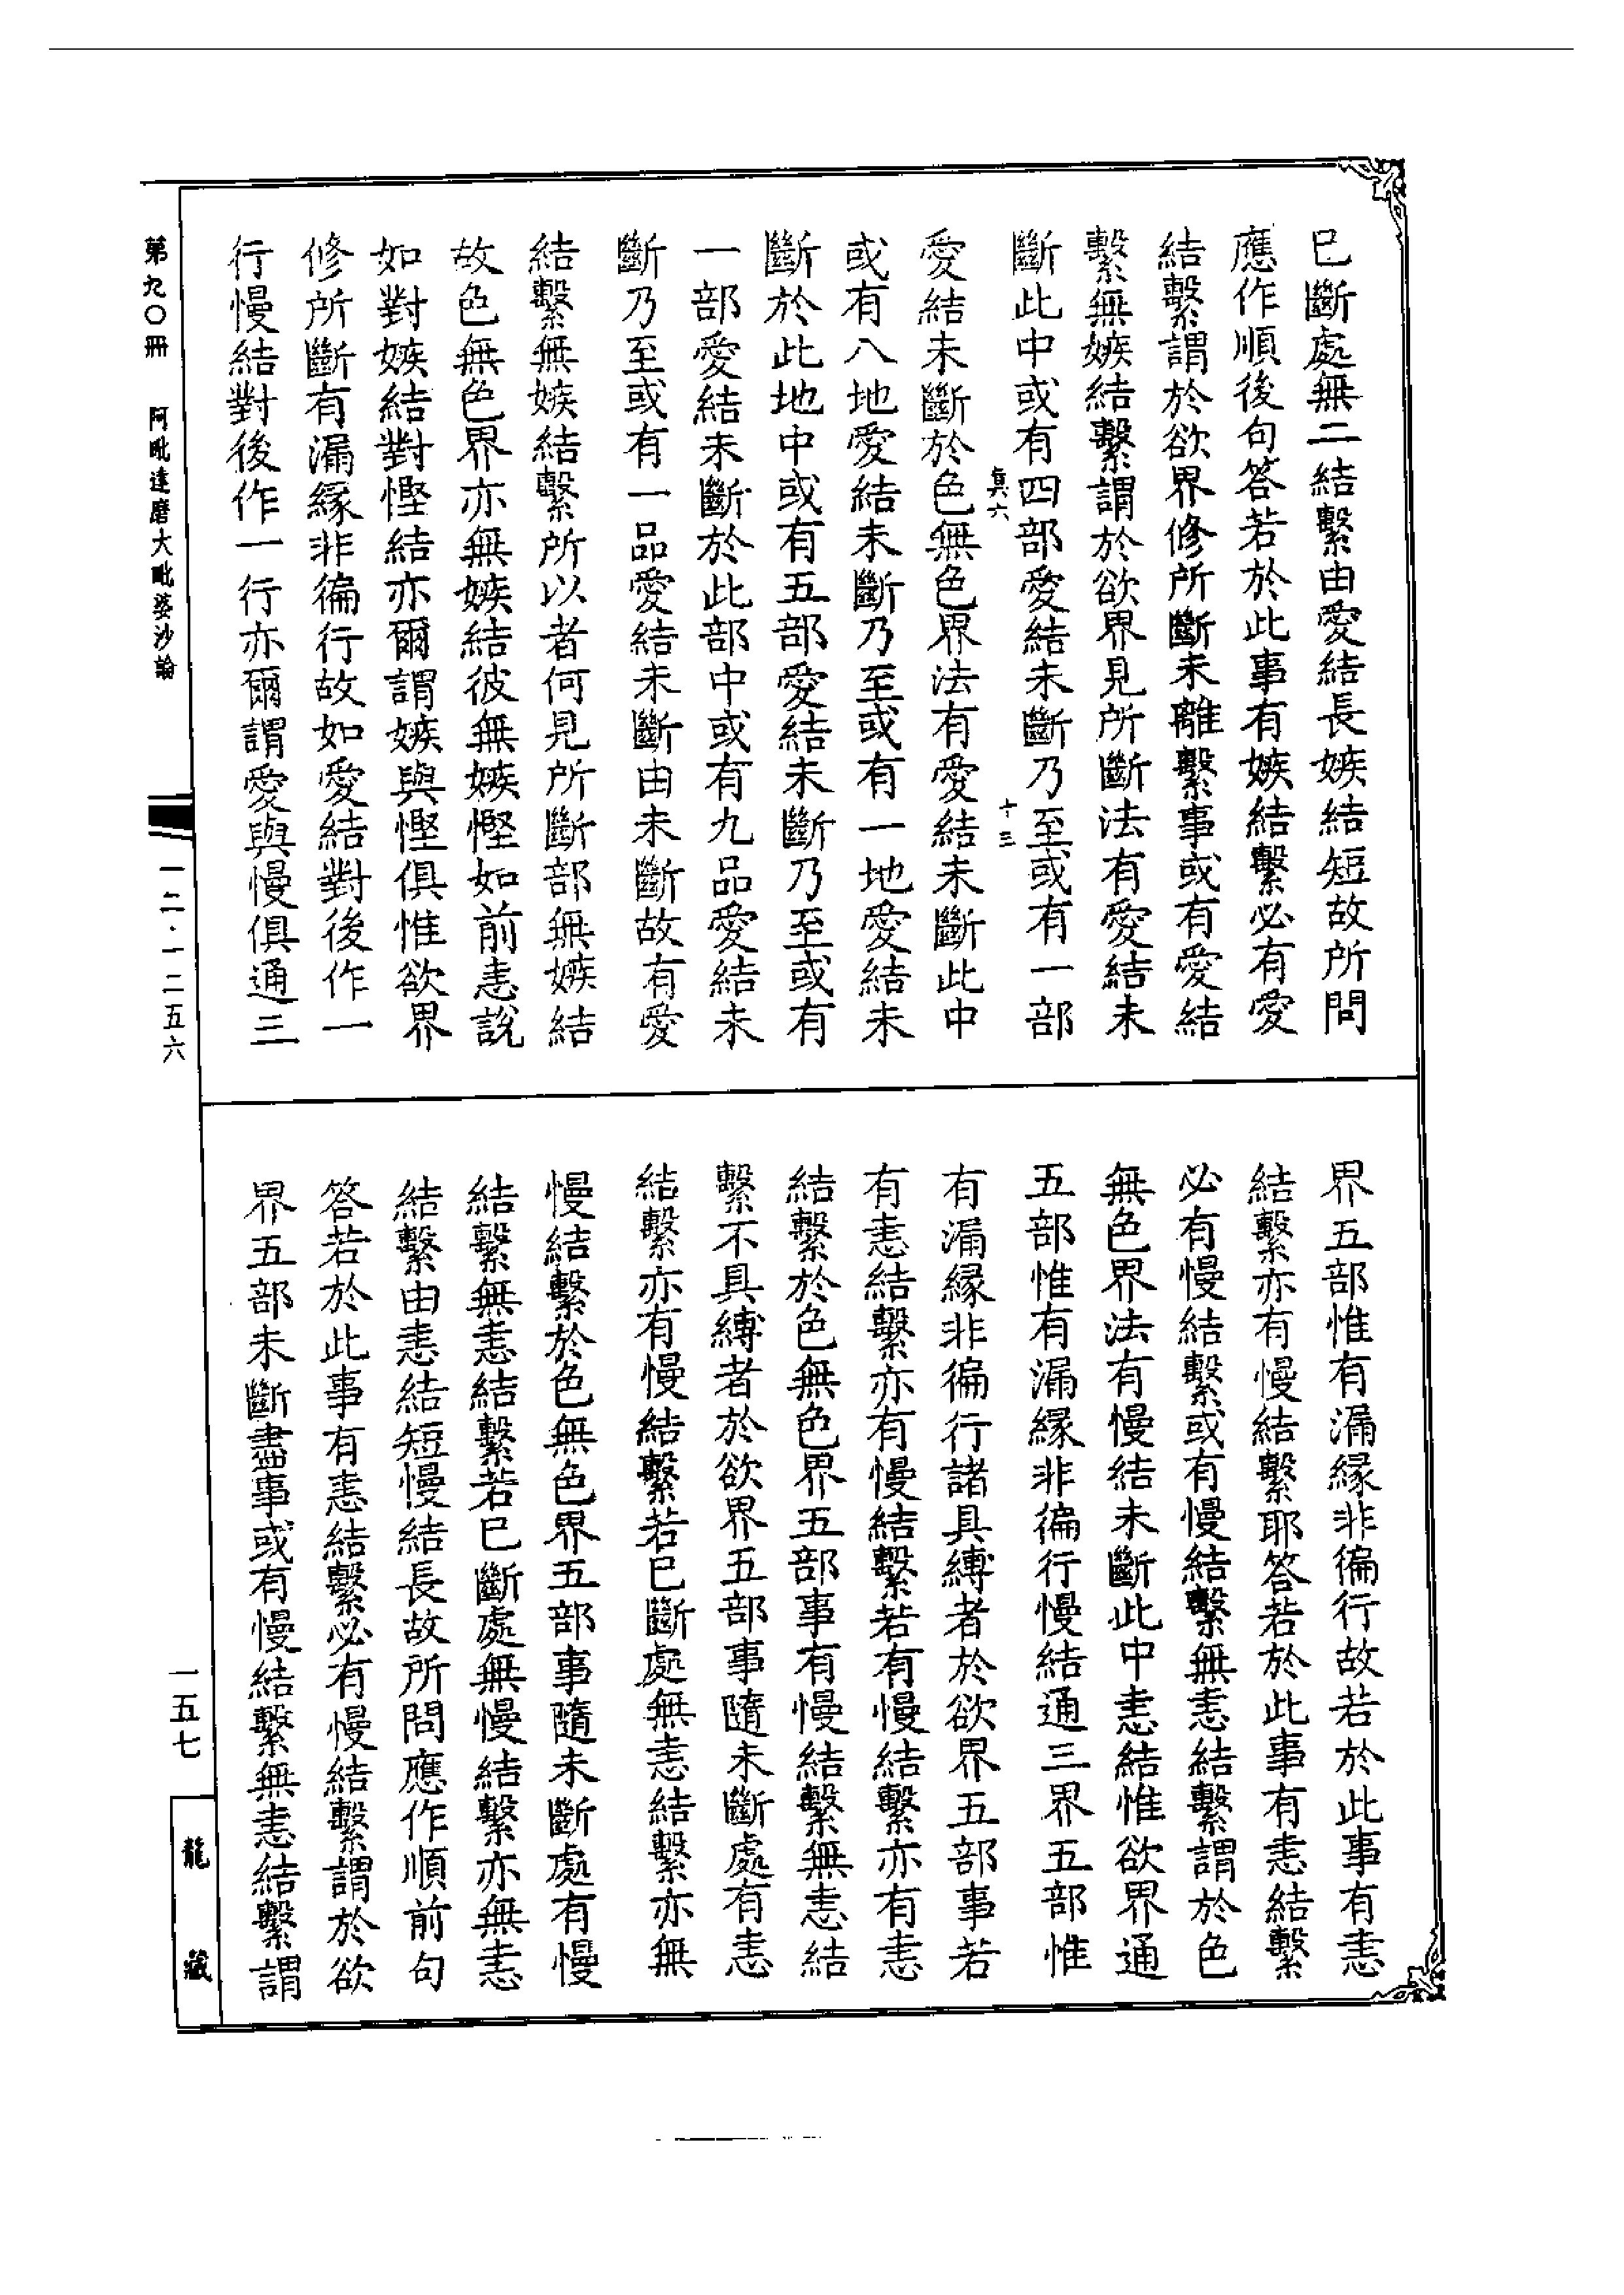 已斷處無二結繫由愛結長嫉結短故所問
應作順後句答若於此事有嫉結繫必有愛
結繫謂於欲界修所斷未離繫事或有愛結
繫無嫉結繫謂於欲界見所斷法有愛結未
斷此中或有四部愛結未斷乃至或有一部
十三
愛結未斷於色無色界法有愛結未斷此中
或有八地愛結未斷乃至或有一地愛結未
斷於此地中或有五部愛結未斷乃至或有
一部愛結未斷於此部中或有九品愛結未
斷乃至或有一品愛結未斷由未斷故有愛
結繫無嫉結繫所以者何見所斷部無嫉結
故色無色界亦無嫉結彼無嫉慳如前恚說
如對嫉結對慳結亦爾謂嫉與慳俱惟欲界
修所斷有漏緣非徧行故如愛結對後作一
行慢結對後作一行亦爾謂愛與慢俱通三
界五部惟有漏緣非徧行故若於此事有恚
結繫亦有慢結繫耶答若於此事有恚結繫
必有慢結繫或有慢結繫無恚結繫謂於色
無色界法有慢結未斷此中恚結惟欲界通
五部惟有漏緣非徧行慢結通三界五部惟
有漏緣非徧行諸具縛者於欲界五部事若
有恚結繫亦有慢結繫若有慢結繫亦有恚
結繫於色無色界五部事有慢結繫無恚結
繫不具縛者於欲界五部事隨未斷處有恚
結繫亦有慢結繫若已斷處無恚結繫亦無
慢結繫於色無色界五部事隨未斷處有慢
結繫無恚結繫若已斷處無慢結繫亦無恚
結繫由恚結短慢結長故所問應作順前句
答若於此事有恚結繫必有慢結繫謂於欲
界五部未斷盡事或有慢結繫無恚結繫謂
第九〇冊 阿毗達磨大毗婆沙論
一二·一二五六
一五七
龍藏